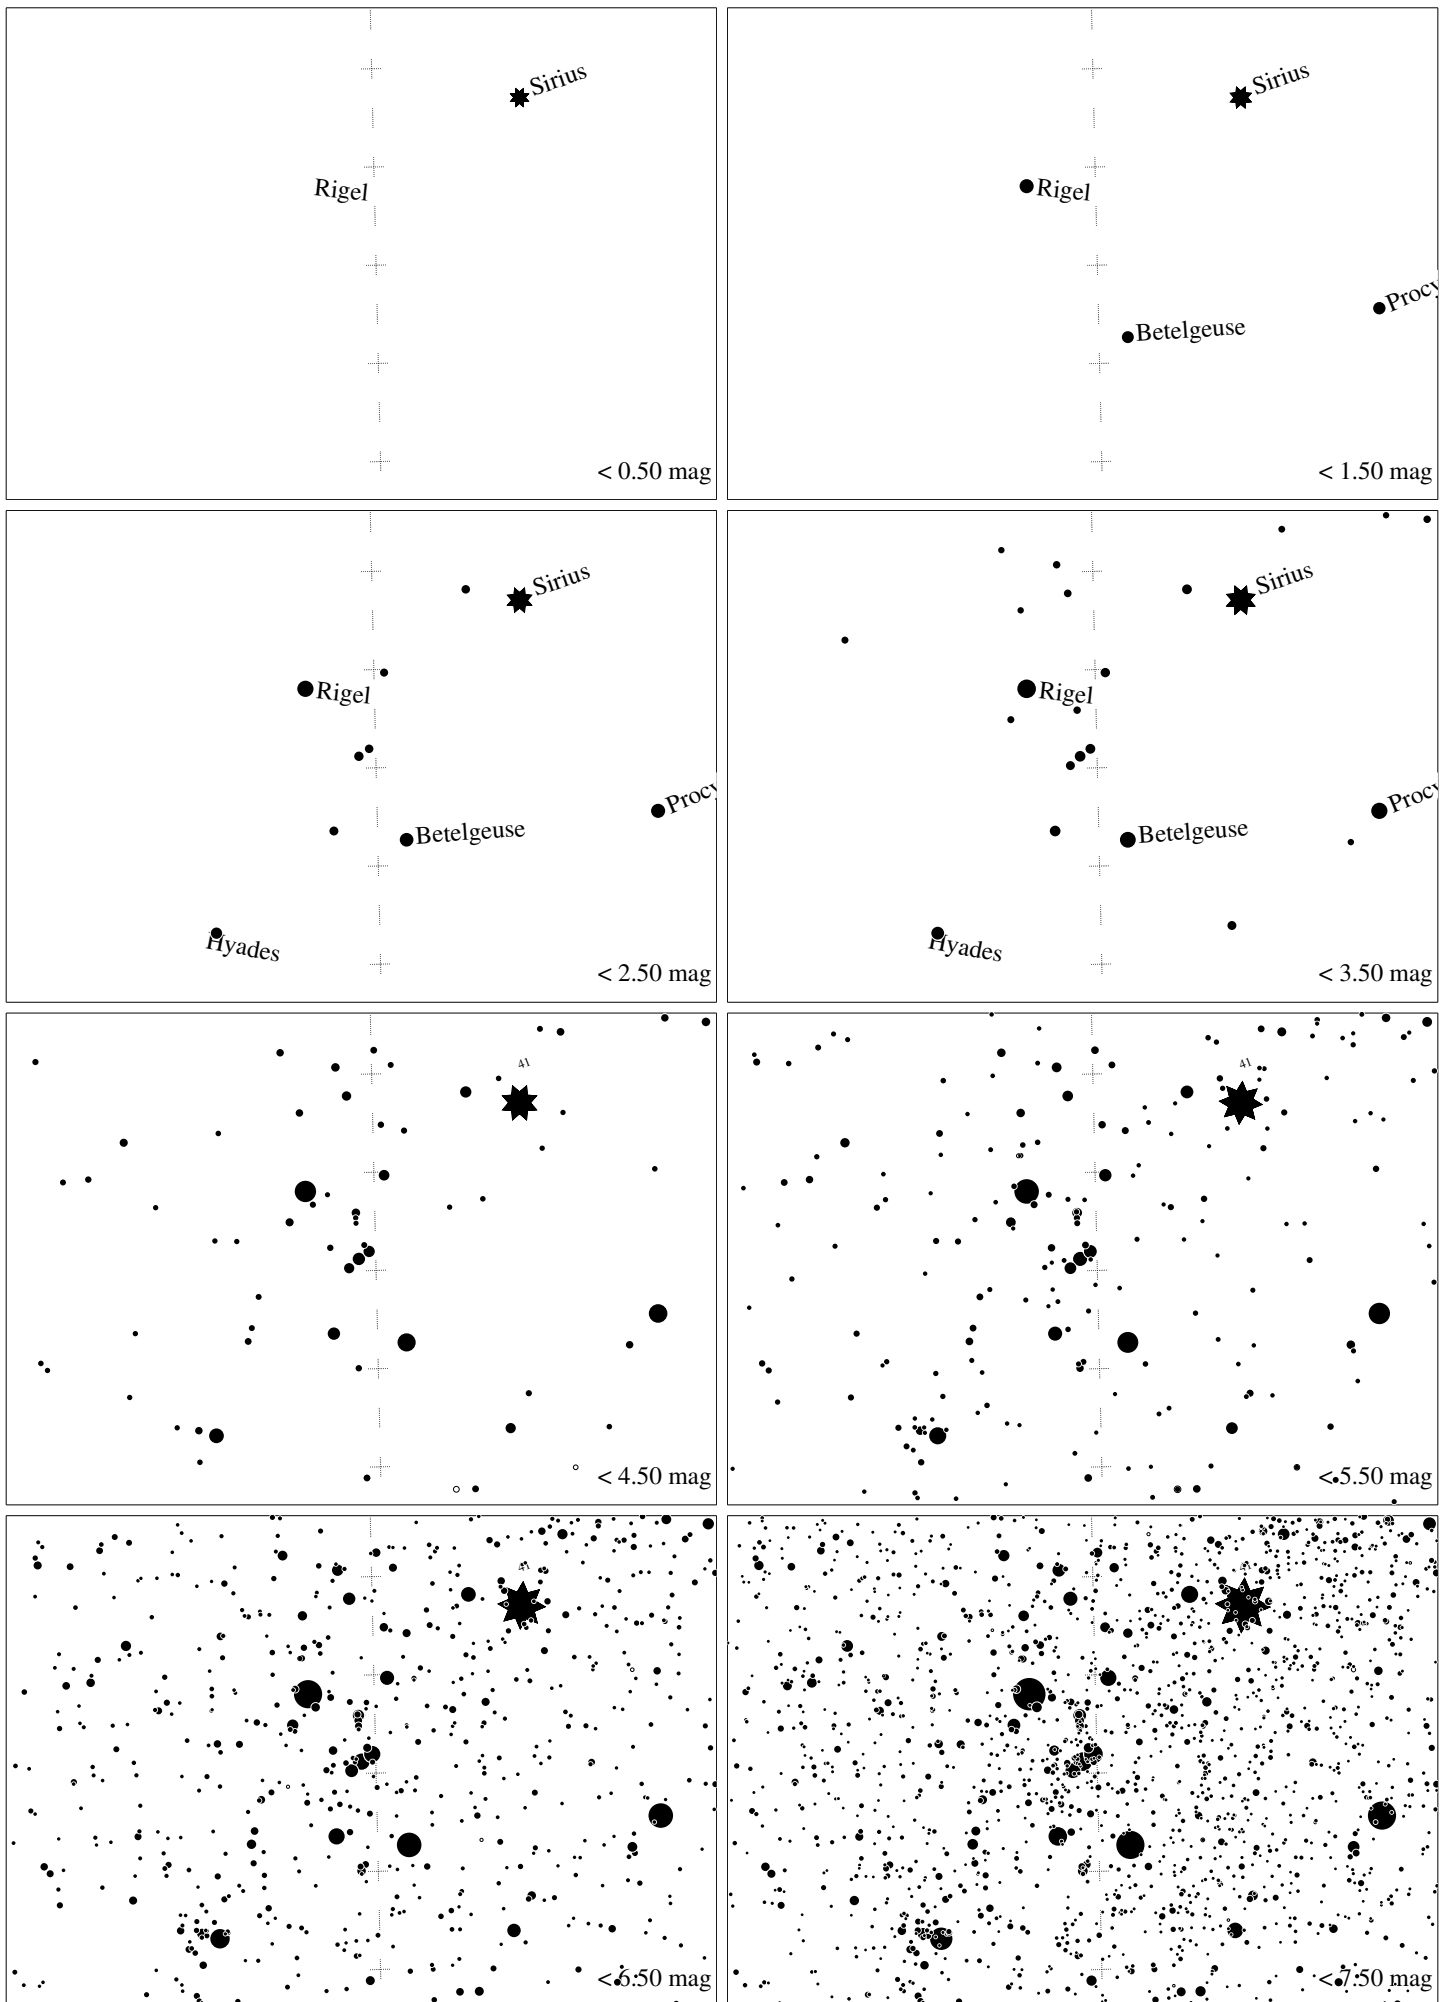 Sirius
Rigel
< 0.50 mag
Sirius
Rigel
Procy
Betelgeuse
< 1.50 mag
Sirius
Rigel
Procy
Betelgeuse
Hyades
< 2.50 mag
Sirius
Rigel
Procy
Betelgeuse
Hyades
< 3.50 mag
41
< 4.50 mag
41
< 5.50 mag
41
< 6.50 mag
41
< 7.50 mag